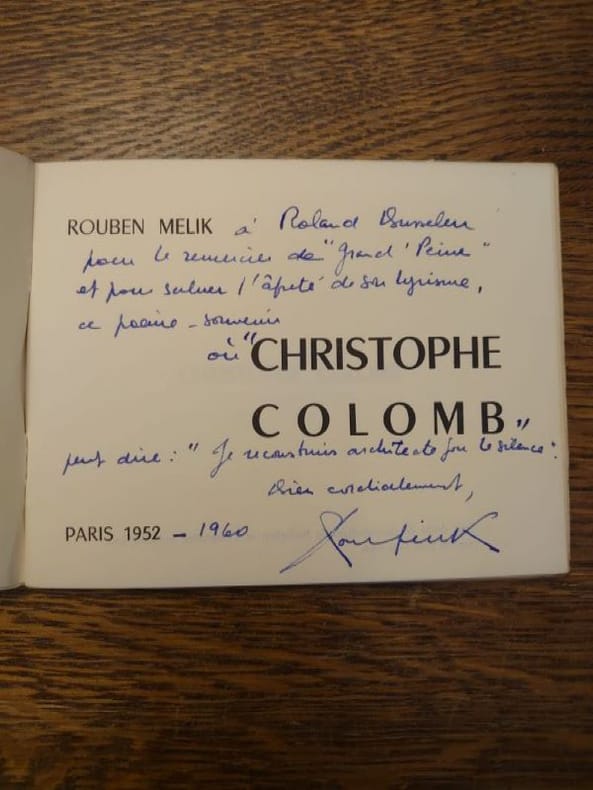 ROUBEN MELIK à Roland Busselen
pour le remercier de "Grand'Peine"
et pour saluer l'âpreté de son lyrisme,
ce poème-souvenir
où "CHRISTOPHE
COLOMB"
peut dire : "Je reconstruis architecte sur le silence".
Bien cordialement,
PARIS 1952 – 1960